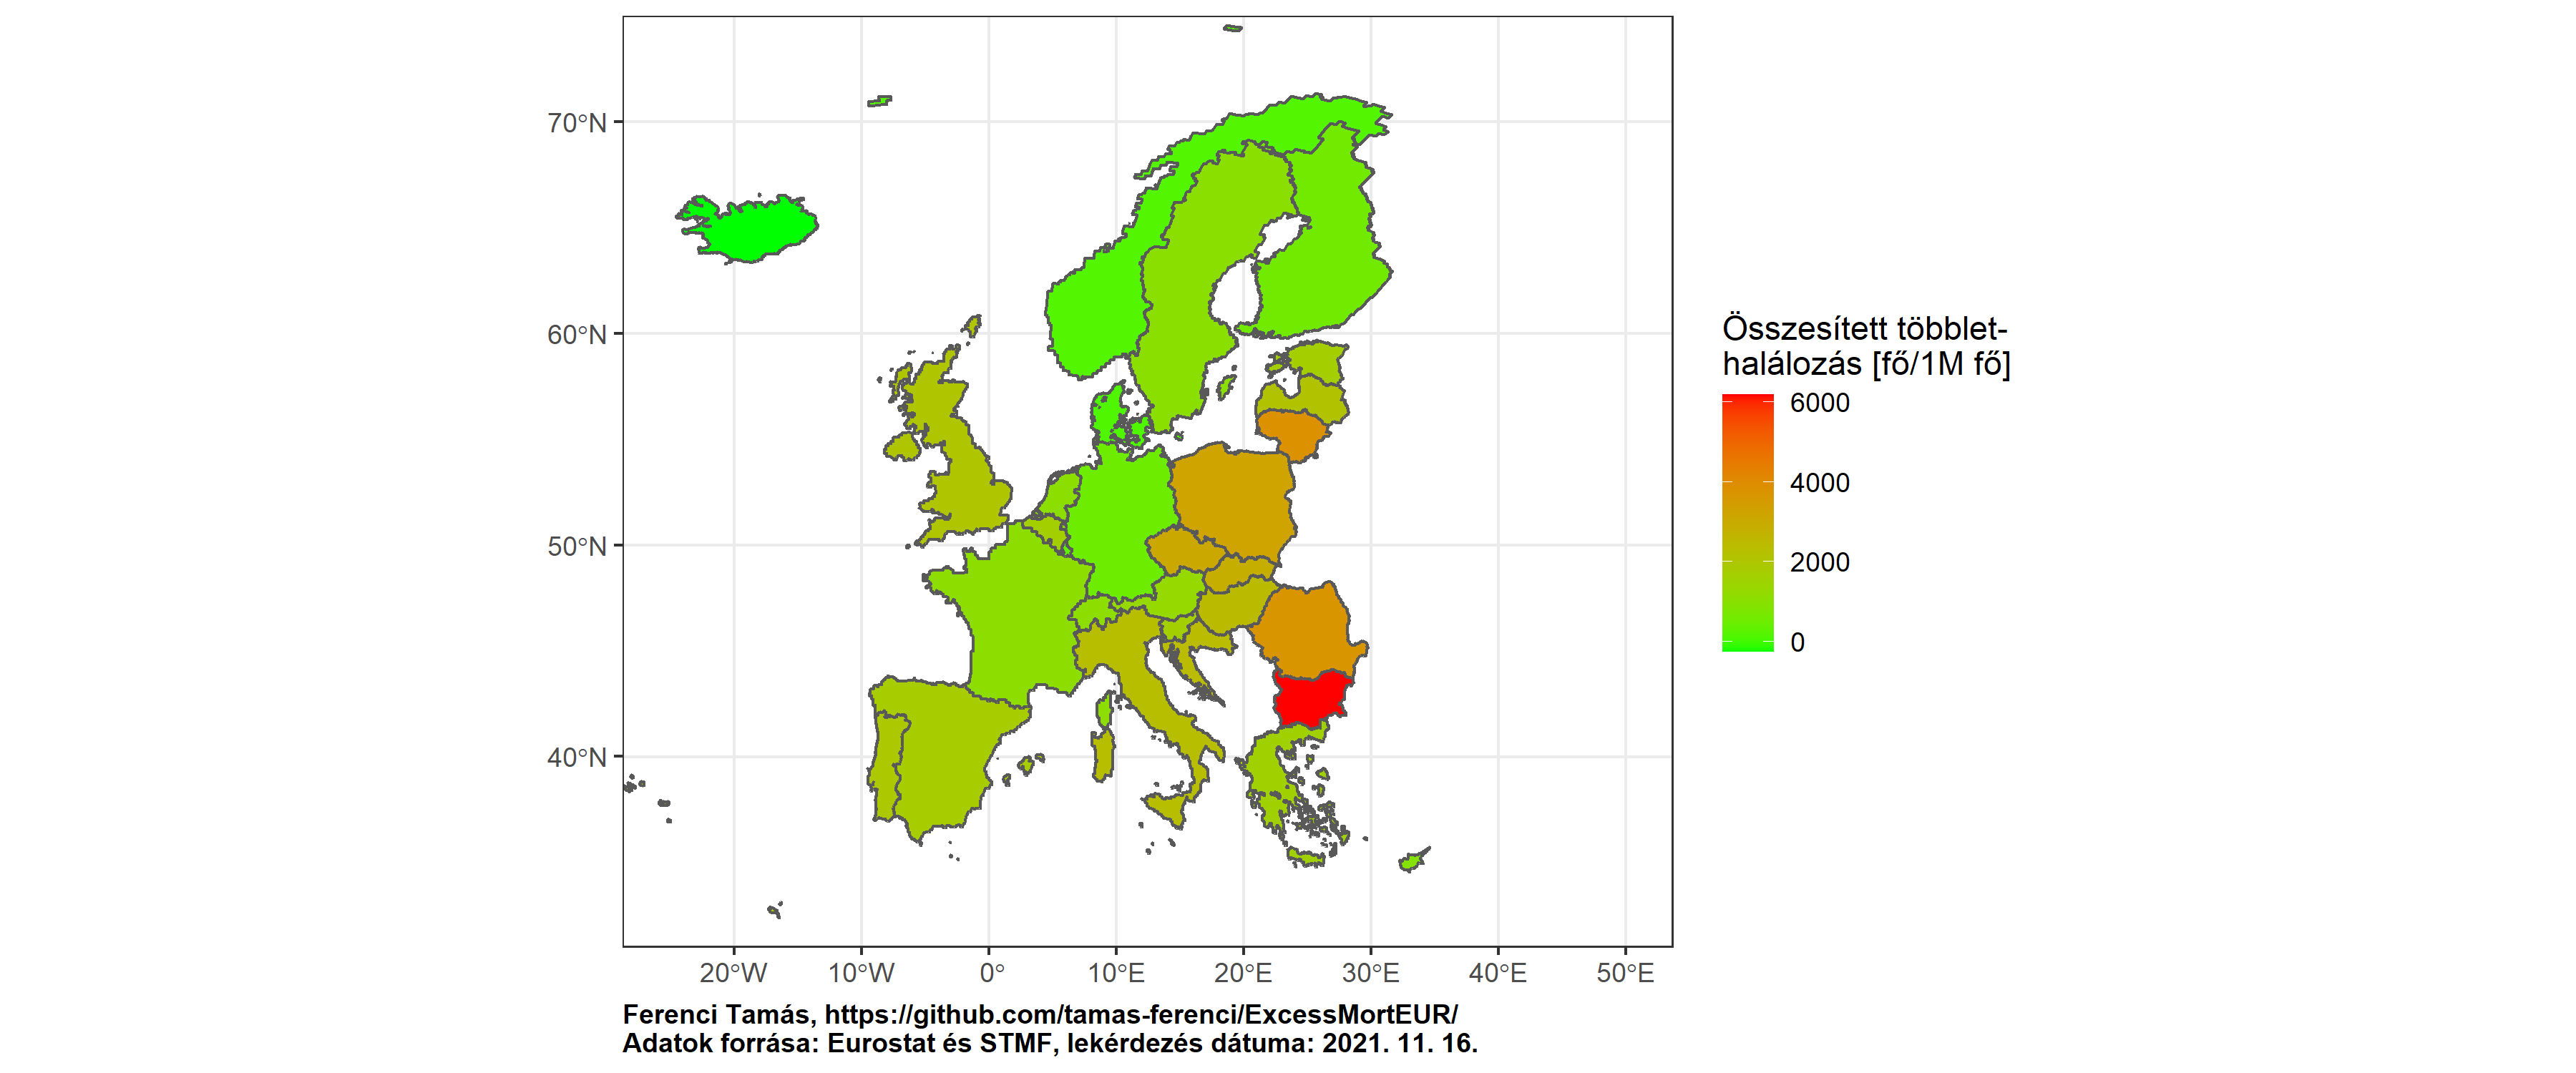 70°N
60°N
50°N
40°N
20°W 10°W 0° 10°E 20°E 30°E 40°E 50°E
Összesített többlet-
halálozás [fő/1M fő]
6000
4000
2000
0
Ferenci Tamás, https://github.com/tamas-ferenci/ExcessMortEUR/
Adatok forrása: Eurostat és STMF, lekérdezés dátuma: 2021. 11. 16.